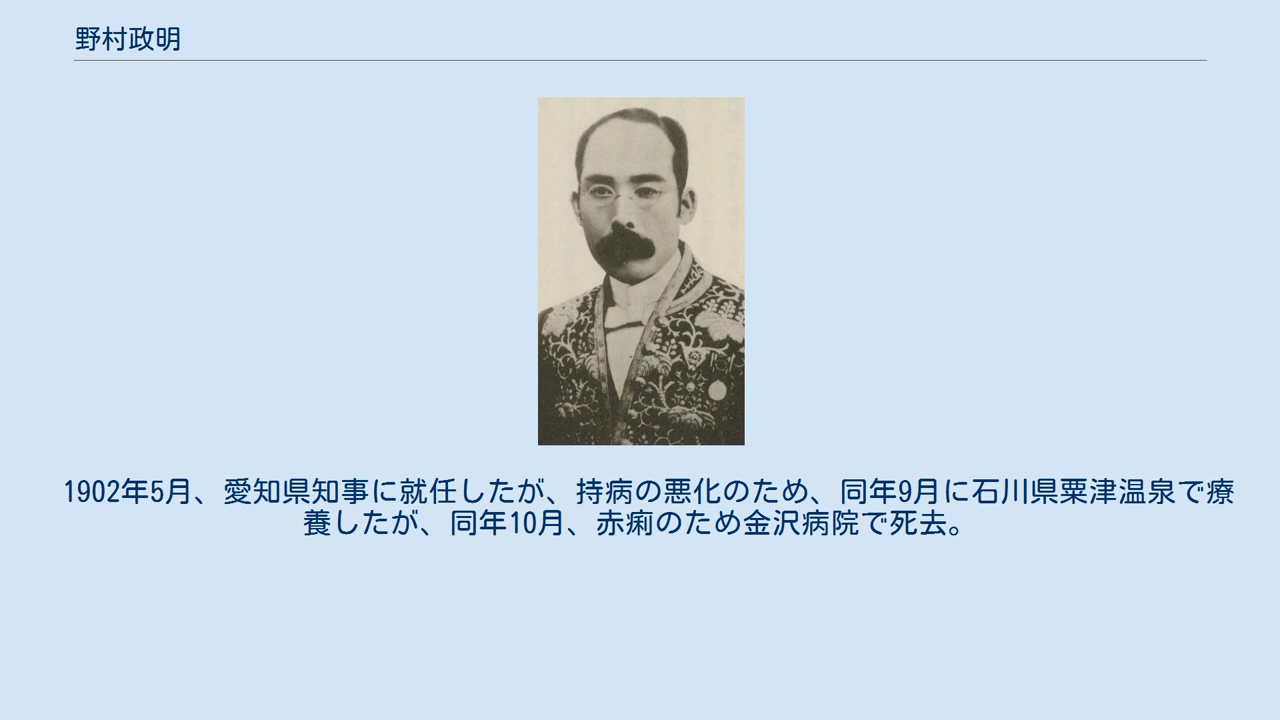 野村政明
1902年5月、愛知県知事に就任したが、持病の悪化のため、同年9月に石川県粟津温泉で療
養したが、同年10月、赤痢のため金沢病院で死去。